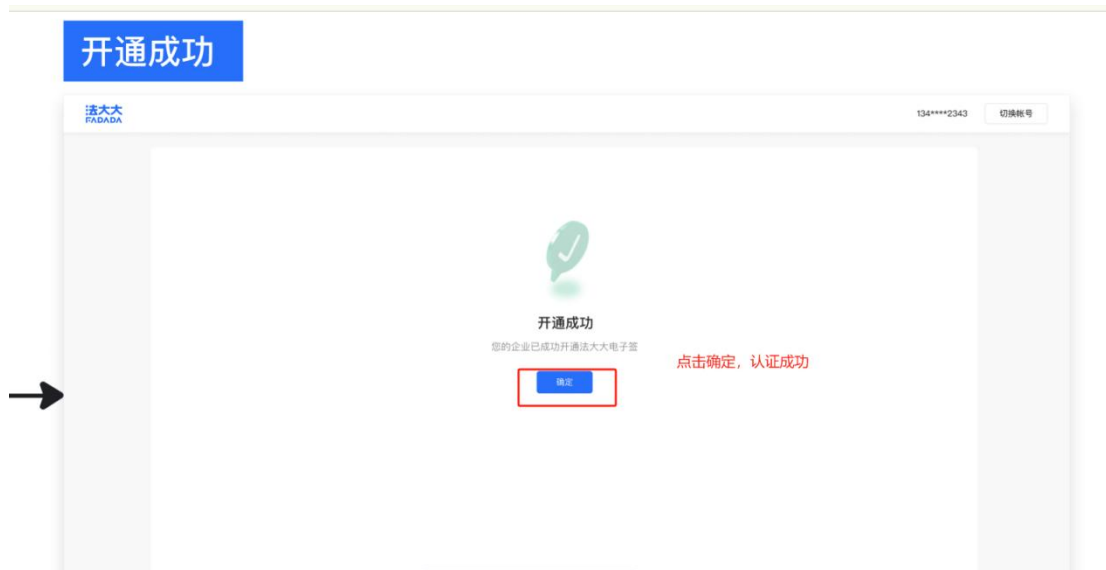 开通成功
法大大
FADADA
134****2343
切换帐号
开通成功
您的企业已成功开通法大大电子签
点击确定，认证成功
确定